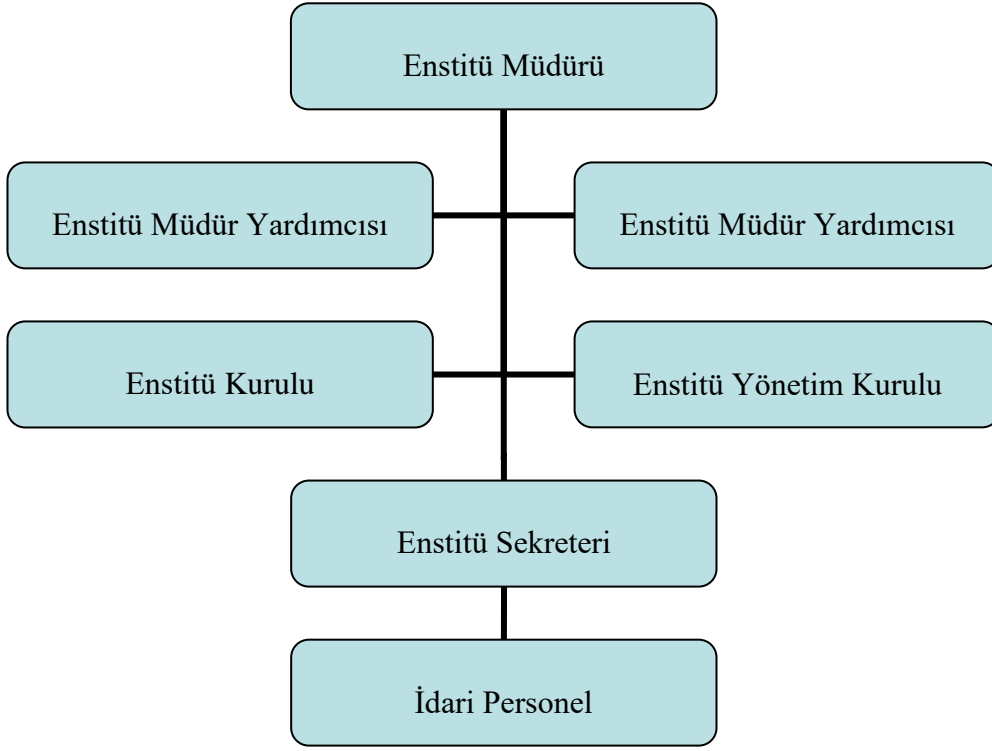 Enstitü Müdürü
Enstitü Müdür Yardımcısı
Enstitü Müdür Yardımcısı
Enstitü Kurulu
Enstitü Yönetim Kurulu
Enstitü Sekreteri
İdari Personel